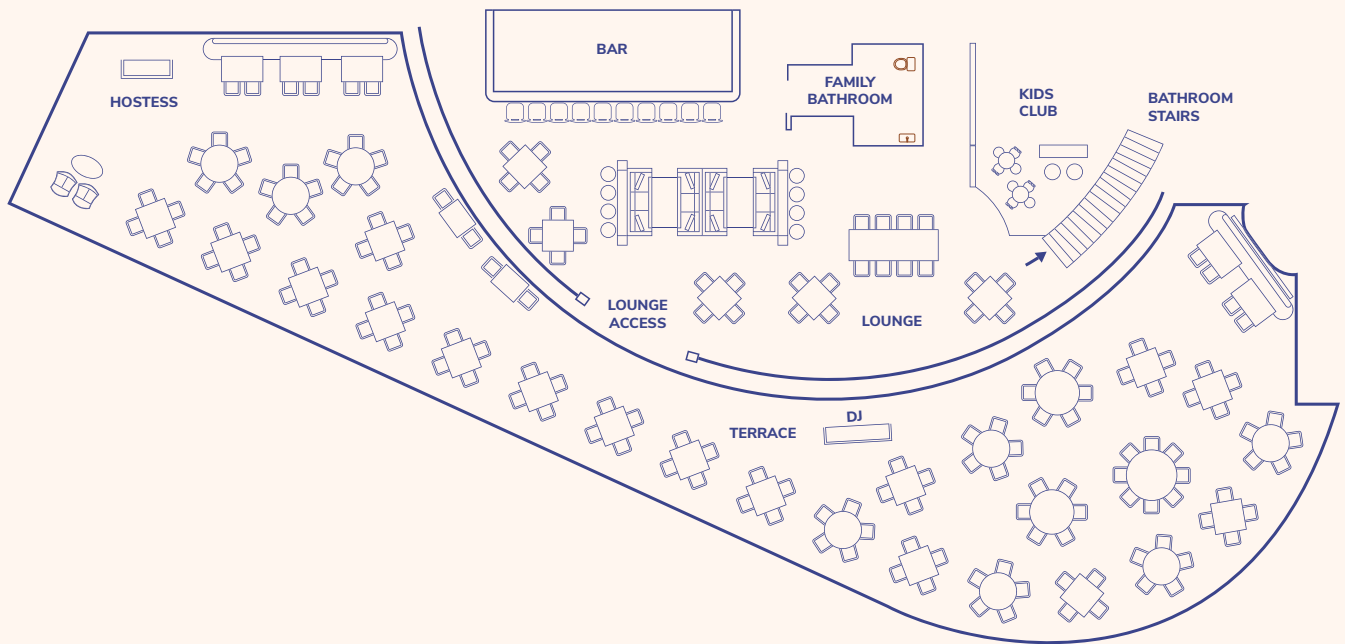 BAR
HOSTESS
FAMILY
BATHROOM
KIDS
CLUB
BATHROOM
STAIRS
LOUNGE
ACCESS
LOUNGE
TERRACE
DJ